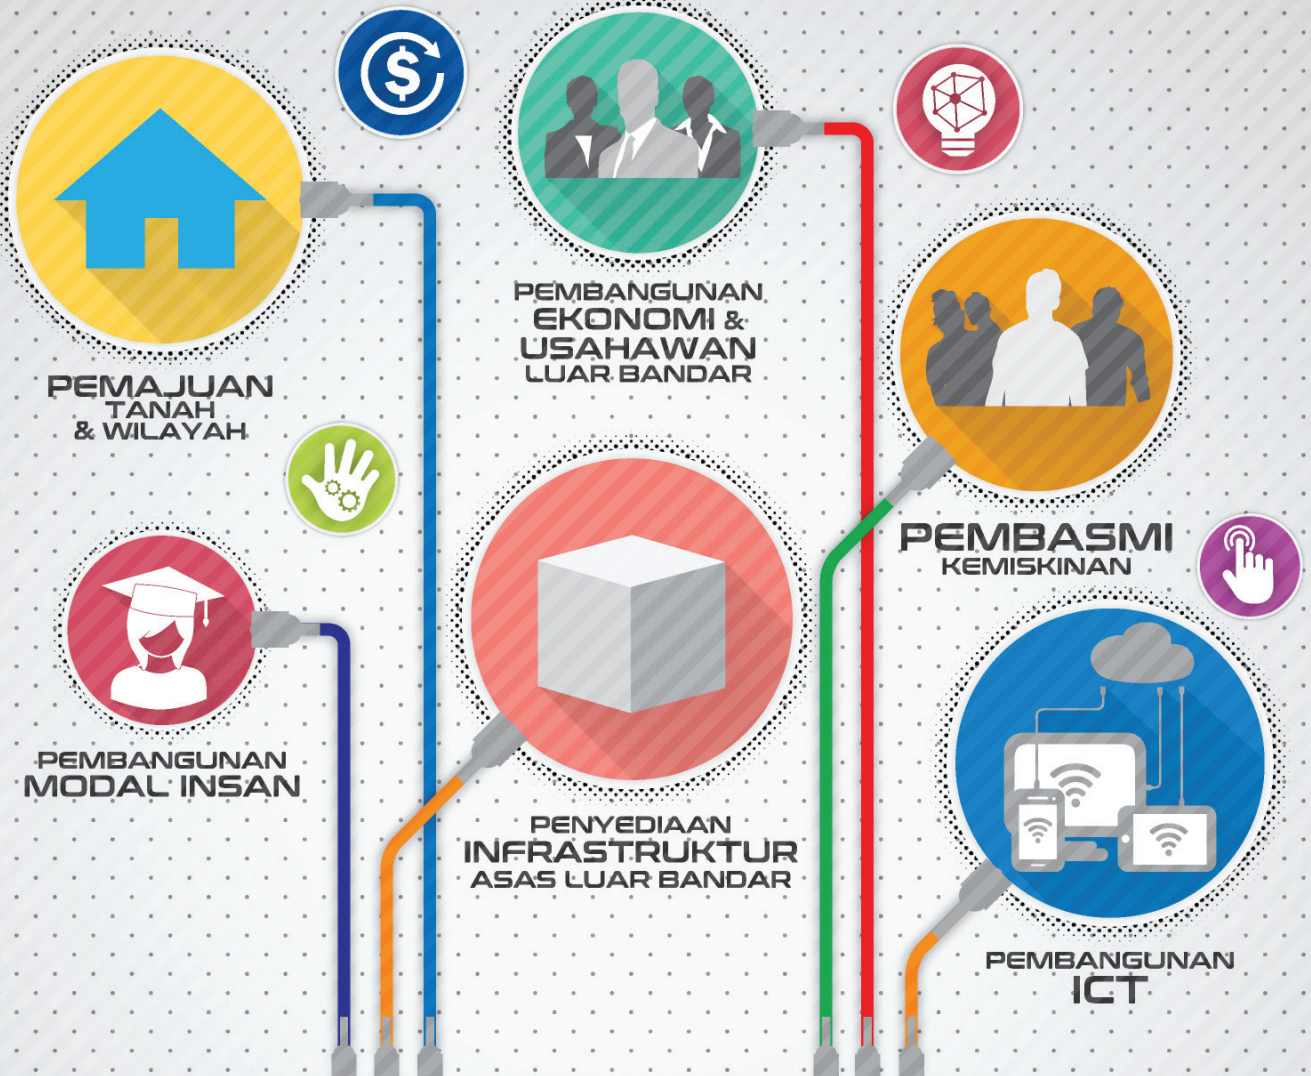 PEMAJUAN
TANAH
& WILAYAH
PEMBANGUNAN
EKONOMI &
USAHAWAN
LUAR BANDAR
PEMBASMI
KEMISKINAN
PEMBANGUNAN
MODAL INSAN
PENYEDIAAN
INFRASTRUKTUR
ASAS LUAR BANDAR
PEMBANGUNAN
ICT